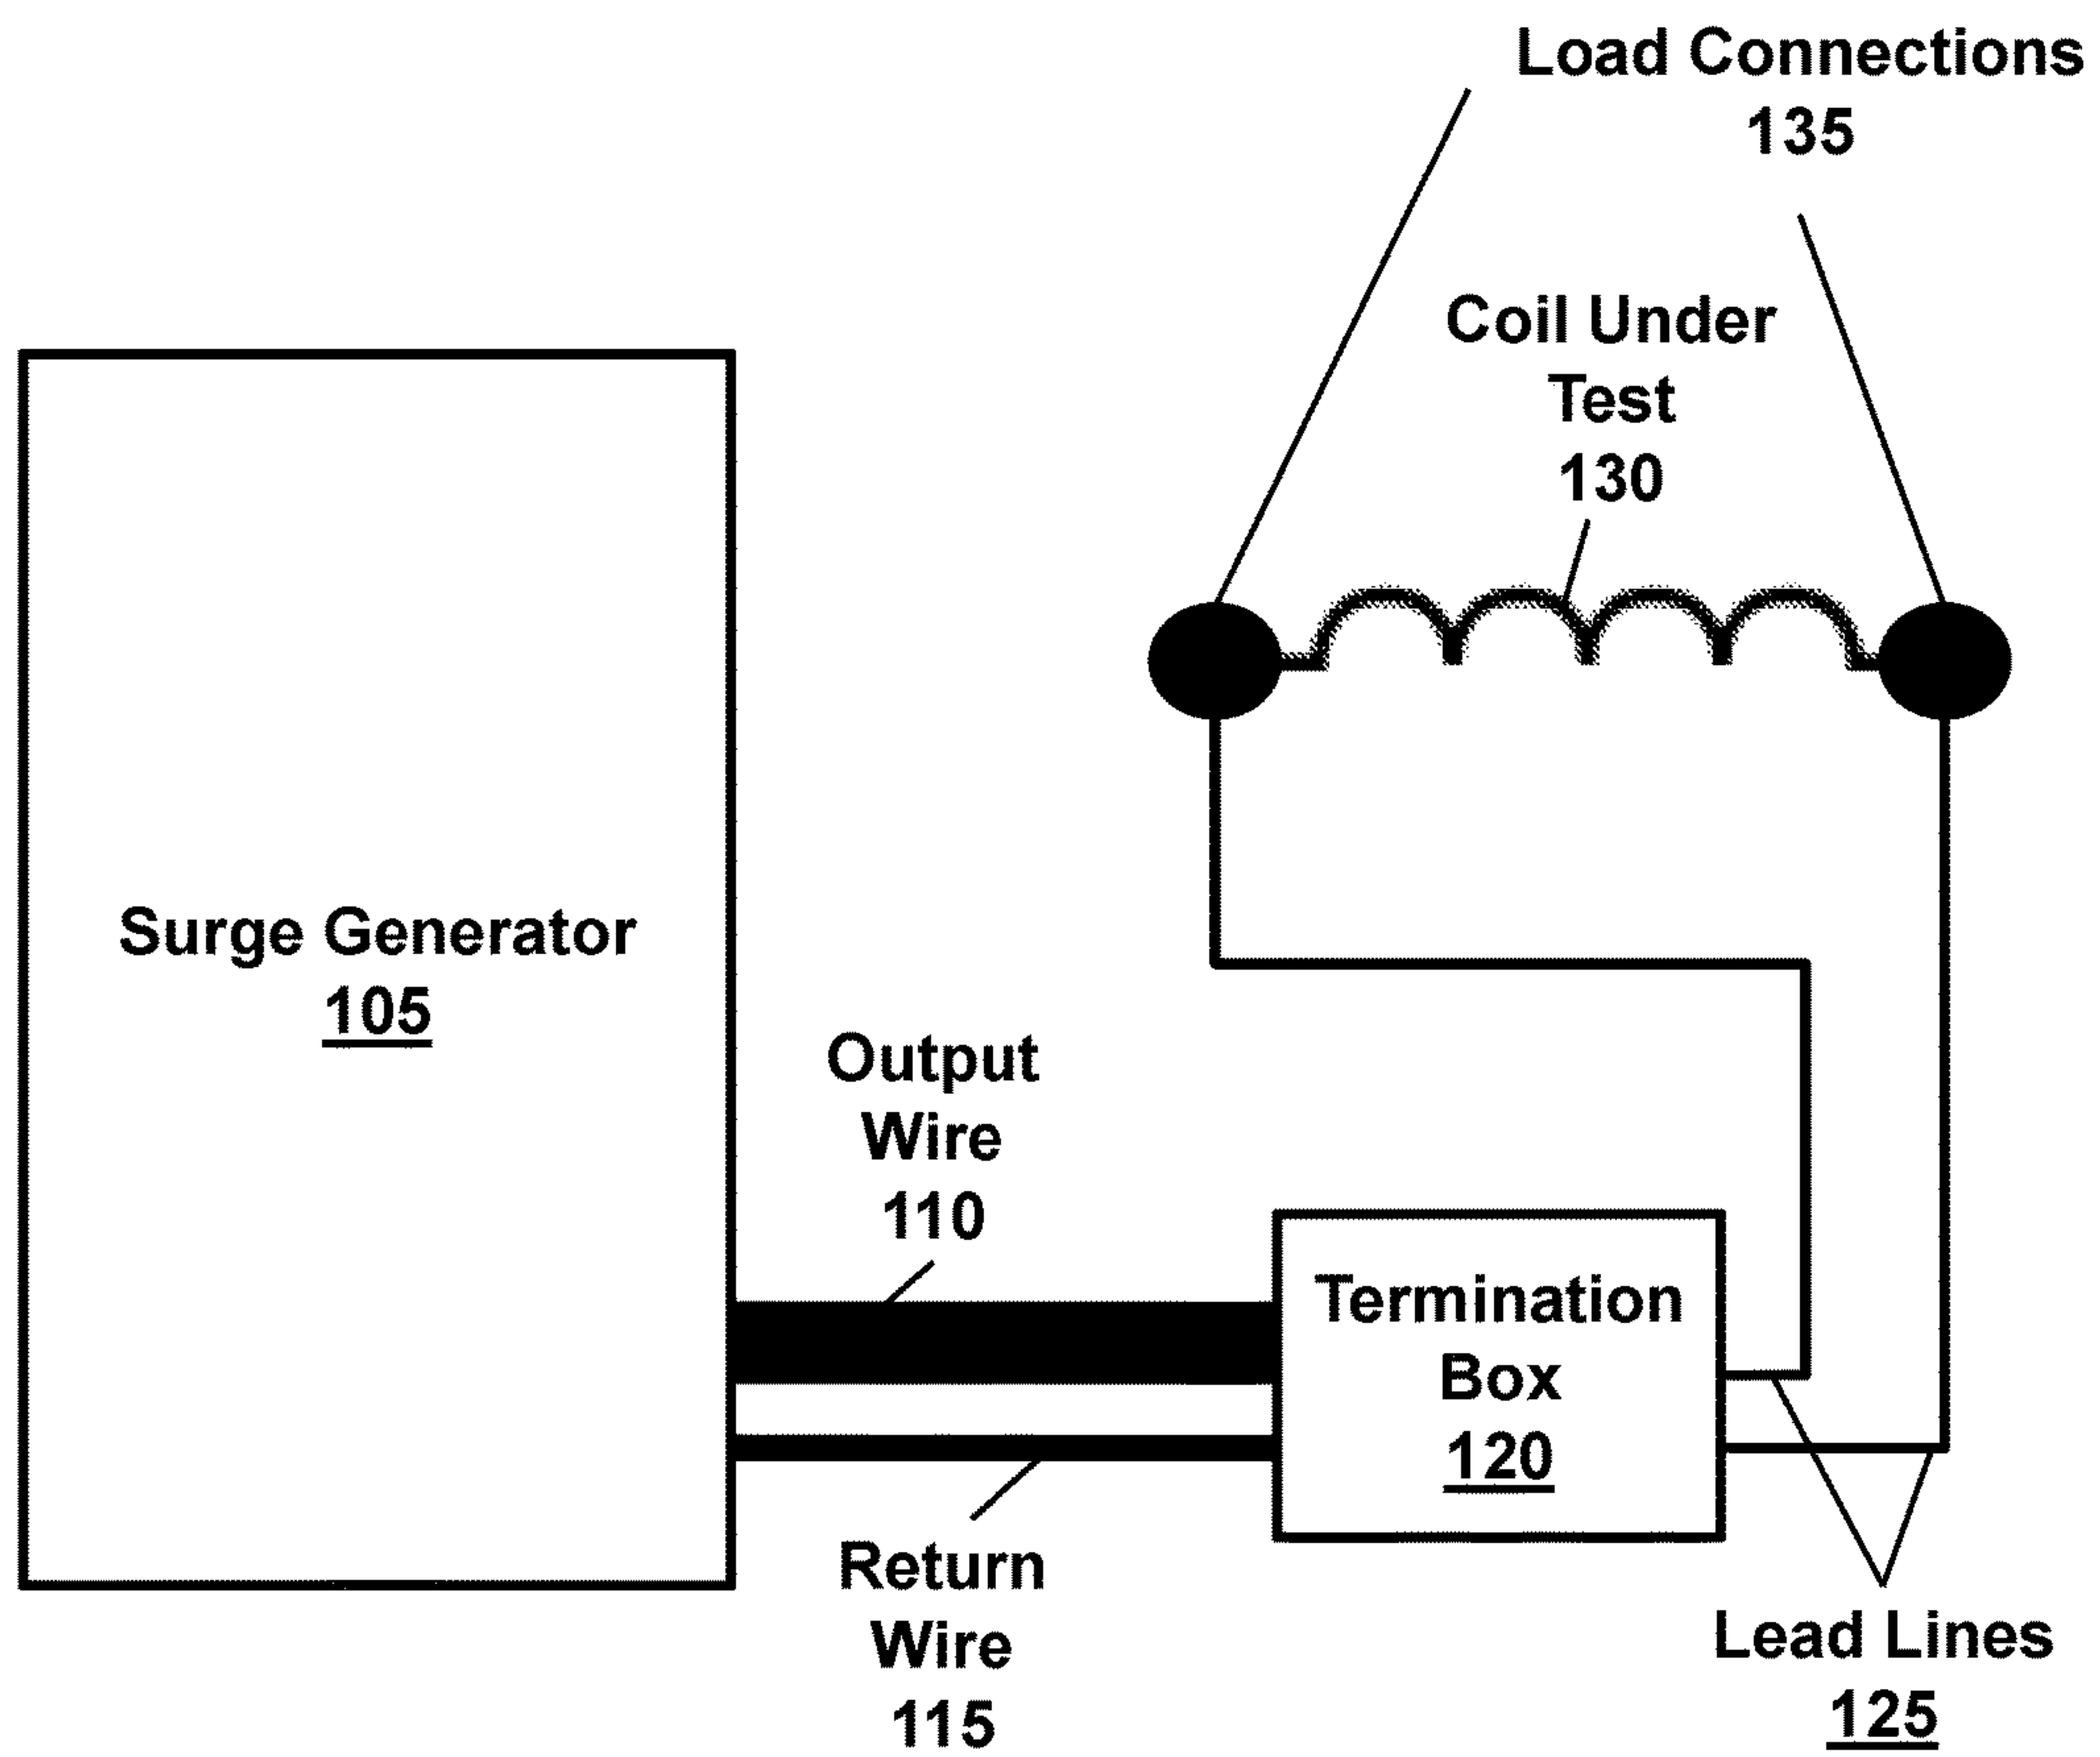 Load Connections
135
Coil Under
Test
130
Surge Generator
105
Output
Wire
110
Termination
Box
120
Return
Wire
115
Lead Lines
125